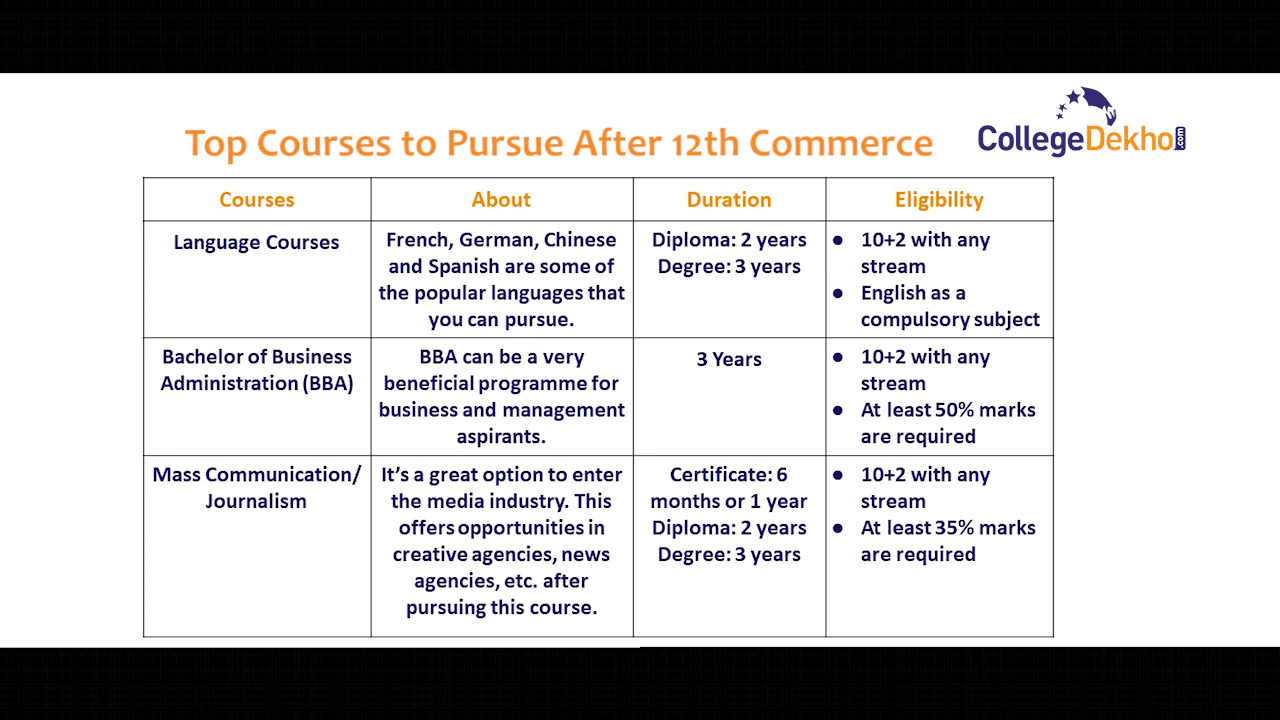 Top Courses to Pursue After 12th Commerce
CollegeDekho.com
Courses
About
Duration
Eligibility
Language Courses
French, German, Chinese
and Spanish are some of
the popular languages that
you can pursue.
Diploma: 2 years
Degree: 3 years
● 10+2 with any
stream
● English as a
compulsory subject
Bachelor of Business
Administration (BBA)
BBA can be a very
beneficial programme for
business and management
aspirants.
3 Years
● 10+2 with any
stream
● At least 50% marks
are required
Mass Communication/
Journalism
It’s a great option to enter
the media industry. This
offers opportunities in
creative agencies, news
agencies, etc. after
pursuing this course.
Certificate: 6
months or 1 year
Diploma: 2 years
Degree: 3 years
● 10+2 with any
stream
● At least 35% marks
are required